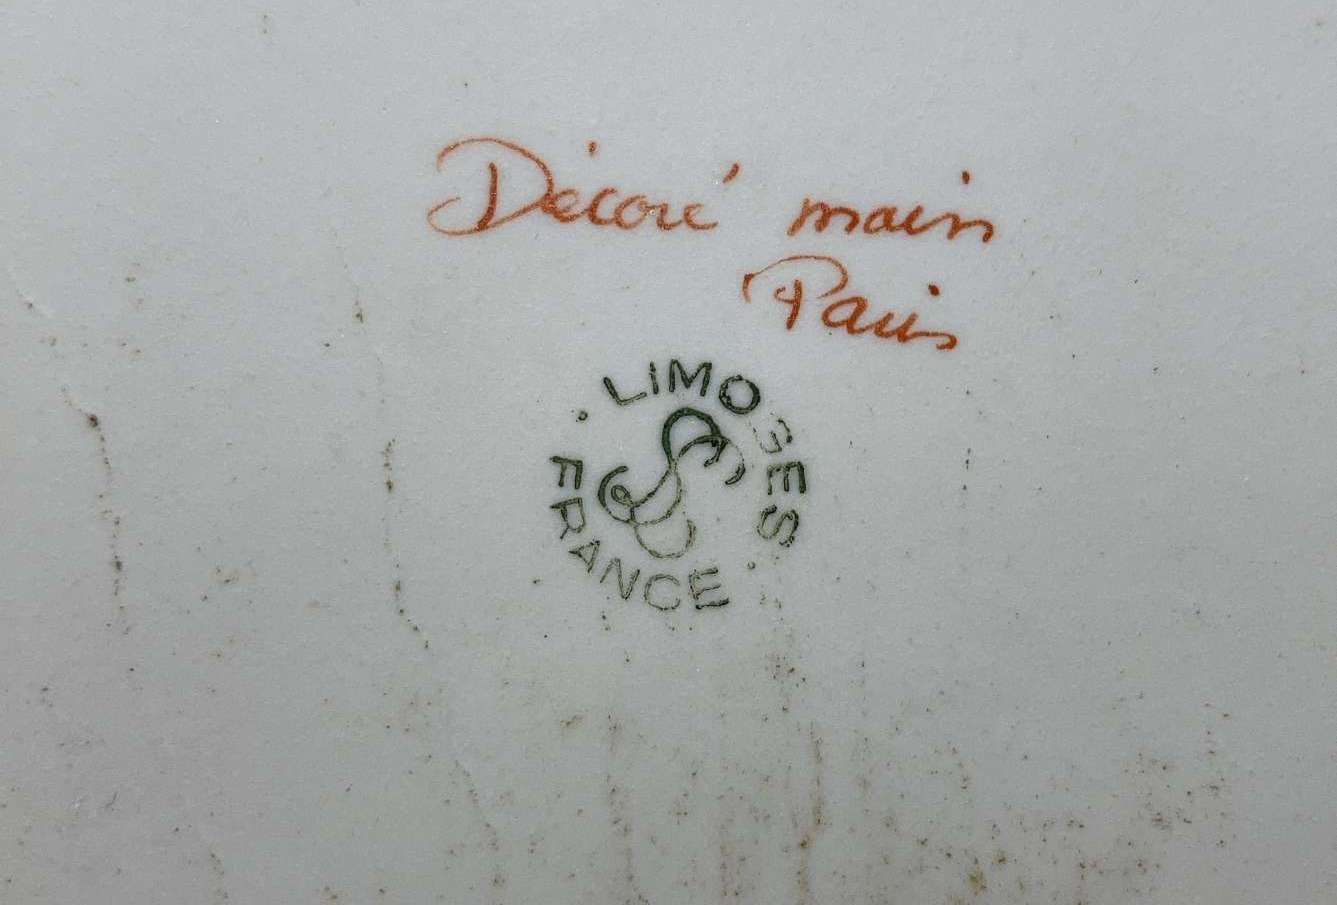 Décoré main
Paris
LIMOGES
FRANCE